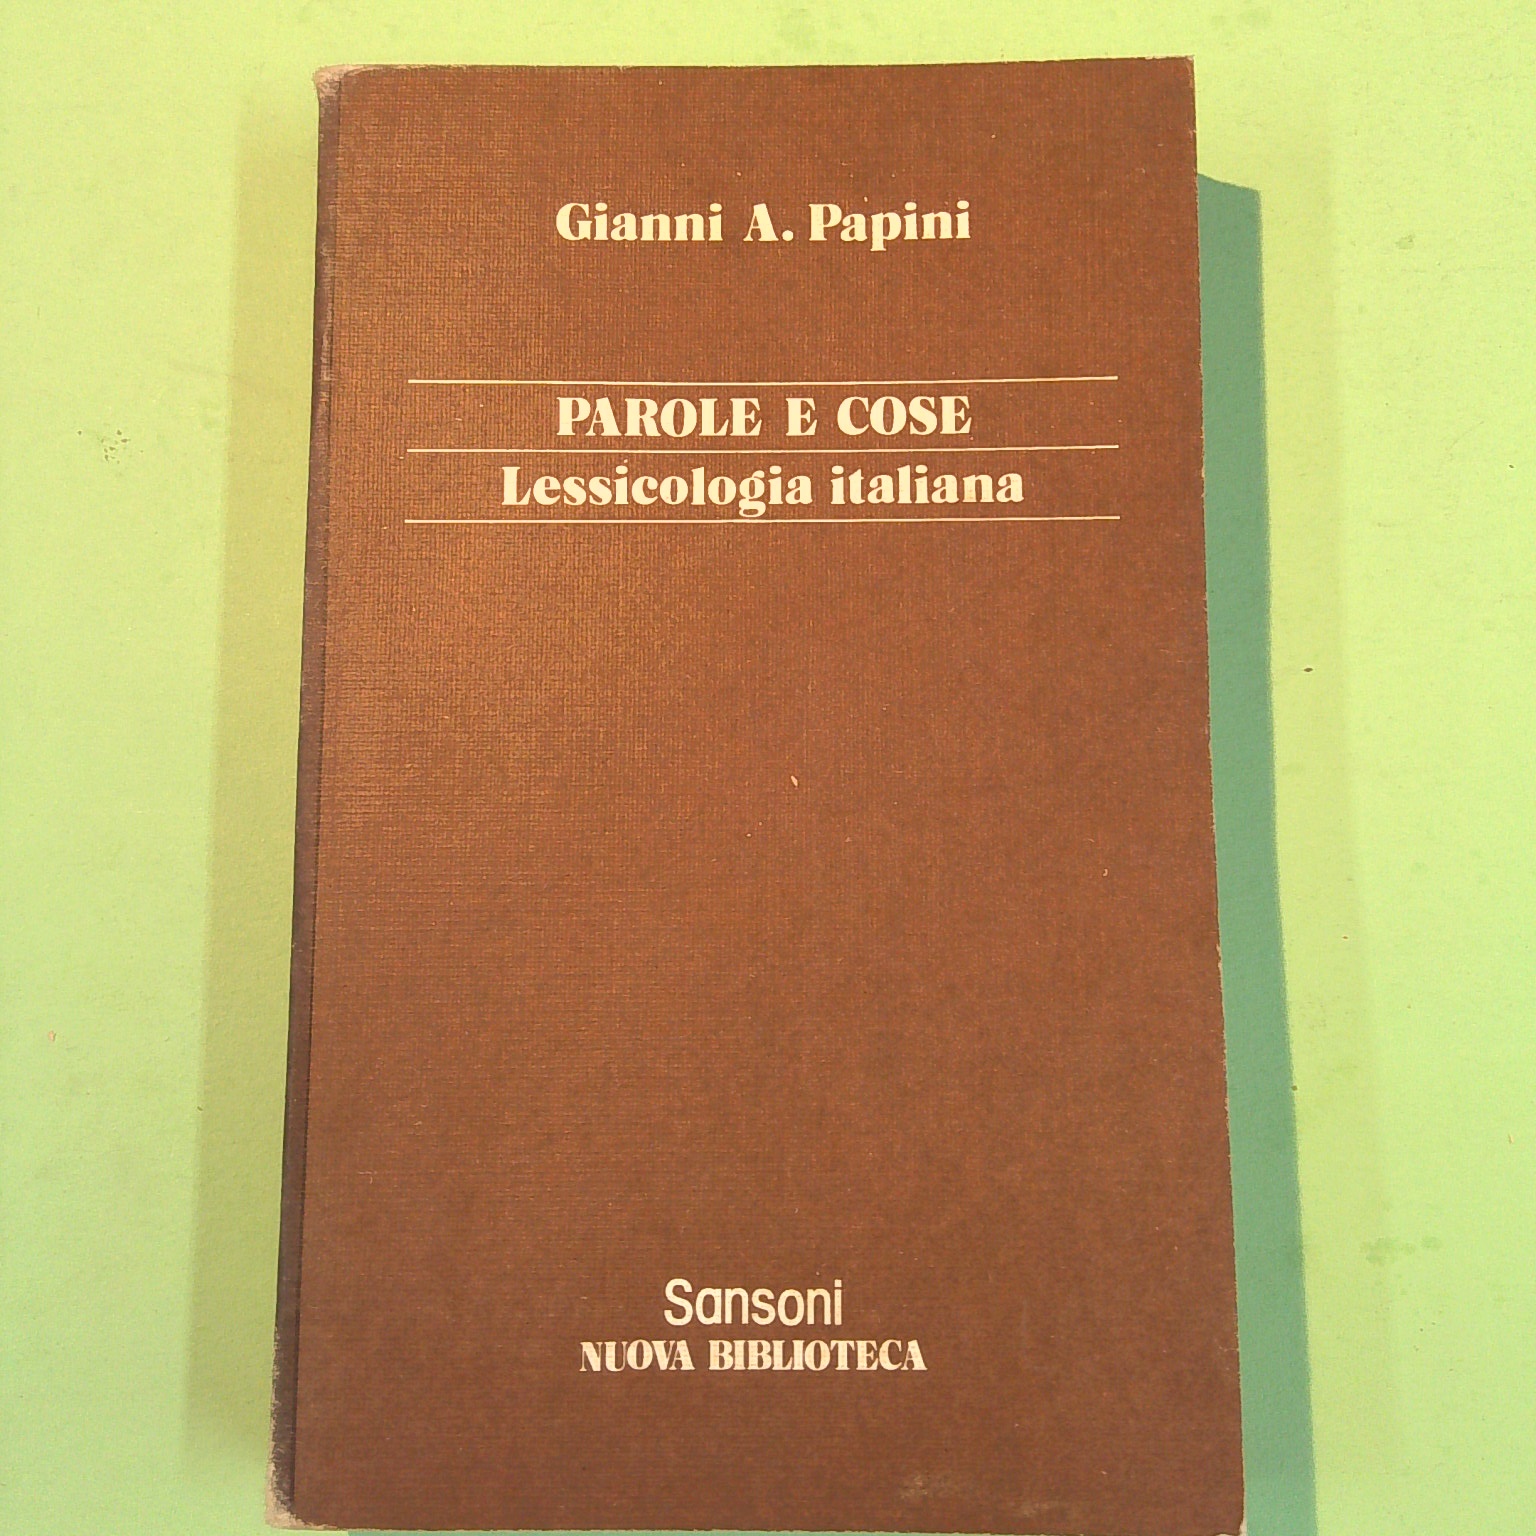 Gianni A. Papini
PAROLE E COSE
Lessicologia italiana
Sansoni
NUOVA BIBLIOTECA